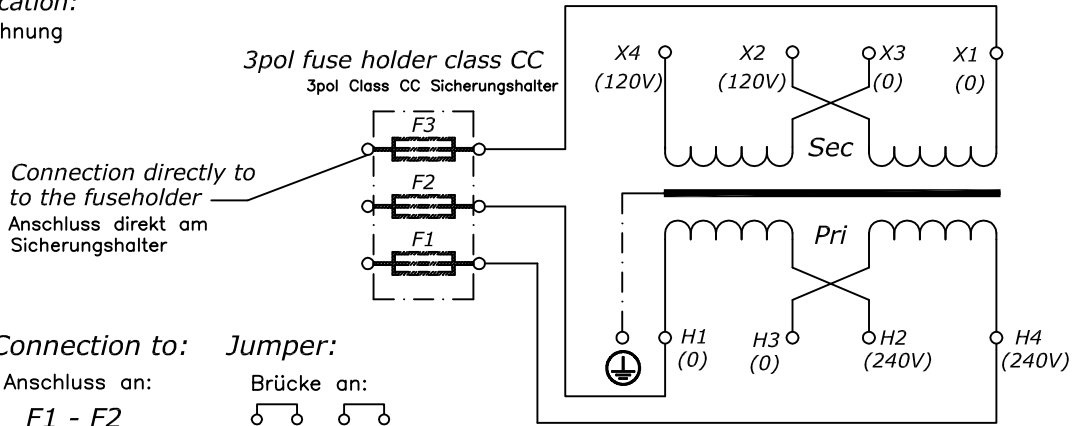 3pol fuse holder class CC
3pol Class CC Sicherungshalter
F3
F2
F1
Connection directly to
to the fuseholder
Anschluss direkt am
Sicherungshalter
X4
(120V)
X2
(120V)
X3
(0)
X1
(0)
Sec
Pri
H1
(0)
H3
(0)
H2
(240V)
H4
(240V)
Connection to:
Jumper:
Anschluss an:
Brücke an:
F1 - F2